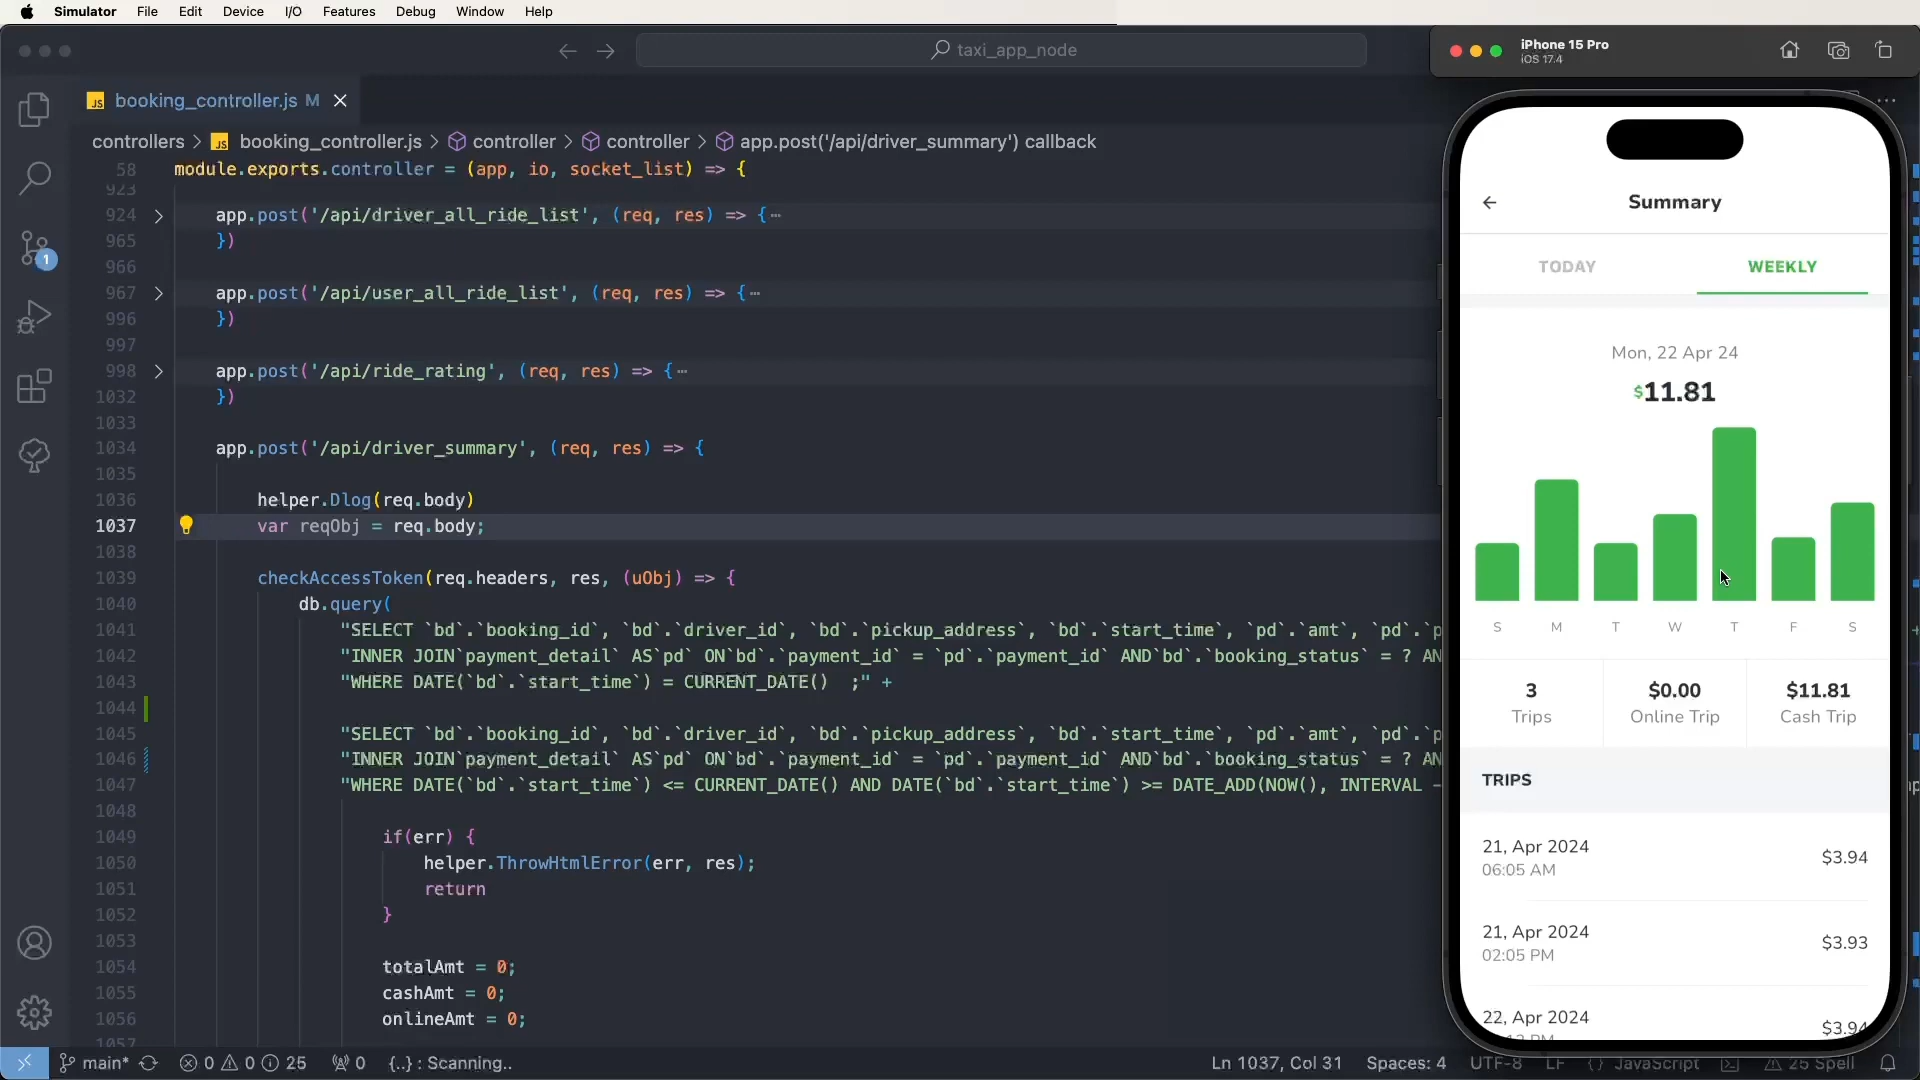 Simulator File Edit Device I/O Features Debug Window Help
taxi_app_node
iPhone 15 Pro
iOS 17.4
JS booking_controller.js M
controllers > JS booking_controller.js > controller > controller > app.post('/api/driver_summary') callback
58 module.exports.controller = (app, io, socket_list) => {
923
924 app.post('/api/driver_all_ride_list', (req, res) => {…
965 })
966
967 app.post('/api/user_all_ride_list', (req, res) => {…
996 })
997
998 app.post('/api/ride_rating', (req, res) => {…
1032 })
1033
1034 app.post('/api/driver_summary', (req, res) => {
1035
1036 helper.Dlog(req.body)
1037 var reqObj = req.body;
1038
1039 checkAccessToken(req.headers, res, (uObj) => {
1040 db.query(
1041 "SELECT `bd`.`booking_id`, `bd`.`driver_id`, `bd`.`pickup_address`, `bd`.`start_time`, `pd`.`amt`, `pd`.`p
1042 "INNER JOIN`payment_detail` AS`pd` ON`bd`.`payment_id` = `pd`.`payment_id` AND`bd`.`booking_status` = ? AN
1043 "WHERE DATE(`bd`.`start_time`) = CURRENT_DATE()  ;" +
1044
1045 "SELECT `bd`.`booking_id`, `bd`.`driver_id`, `bd`.`pickup_address`, `bd`.`start_time`, `pd`.`amt`, `pd`.`p
1046 "INNER JOIN`payment_detail` AS`pd` ON`bd`.`payment_id` = `pd`.`payment_id` AND`bd`.`booking_status` = ? AN
1047 "WHERE DATE(`bd`.`start_time`) <= CURRENT_DATE() AND DATE(`bd`.`start_time`) >= DATE_ADD(NOW(), INTERVAL -
1048
1049 if(err) {
1050 helper.ThrowHtmlError(err, res);
1051 return
1052 }
1053
1054 totalAmt = 0;
1055 cashAmt = 0;
1056 onlineAmt = 0;
1057
main* 0 0 25 0 {..} : Scanning.. Ln 1037, Col 31 Spaces: 4 UTF-8 LF {} JavaScript 25 Spell
1
Summary
TODAY WEEKLY
Mon, 22 Apr 24
$11.81
S M T W T F S
3 $0.00 $11.81
Trips Online Trip Cash Trip
TRIPS
21, Apr 2024
06:05 AM $3.94
21, Apr 2024
02:05 PM $3.93
22, Apr 2024
$3.94